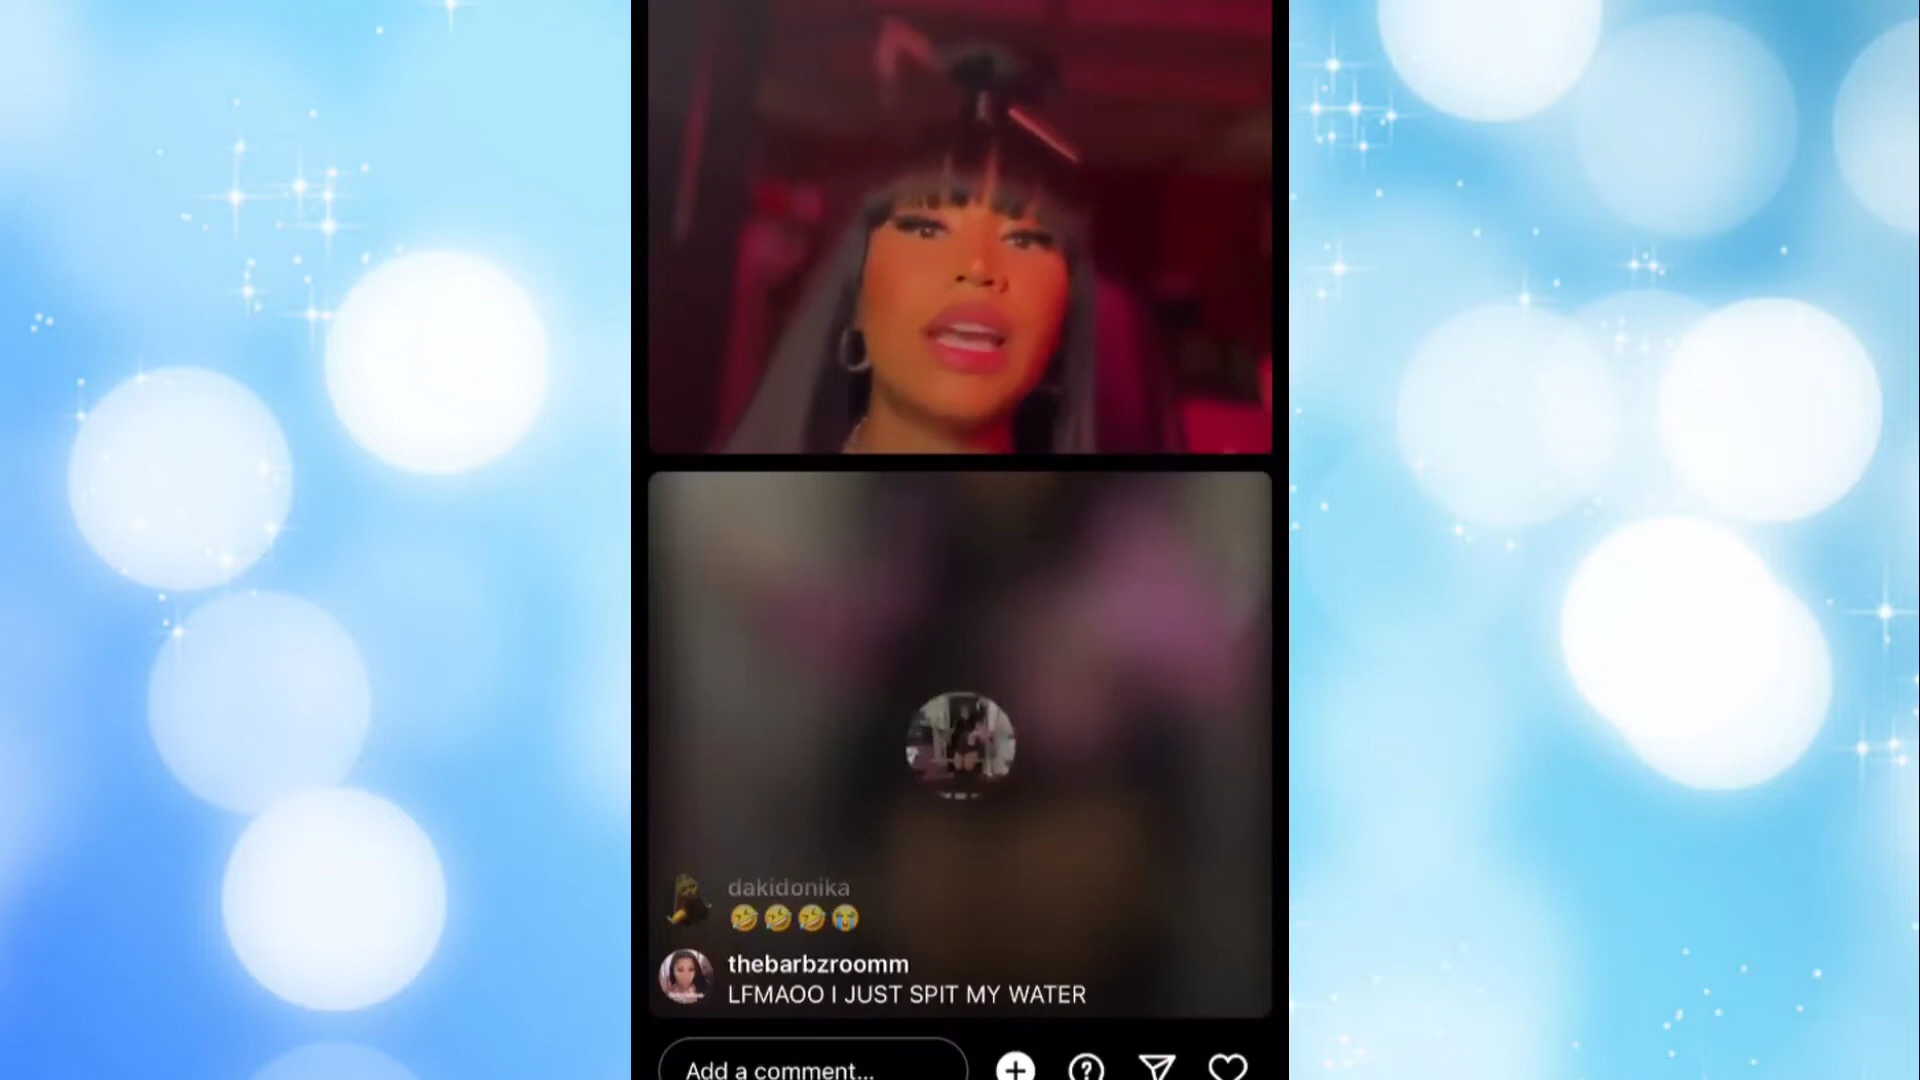 dakidonika
🤣🤣🤣😭
thebarbzroomm
LFMAOO I JUST SPIT MY WATER
Add a comment...